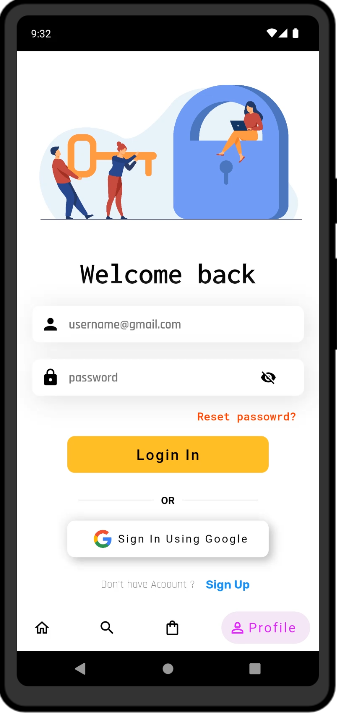 9:32
Welcome back
username@gmail.com
password
Reset passowrd?
Login In
OR
Sign In Using Google
Don't have Acoount ? Sign Up
Profile